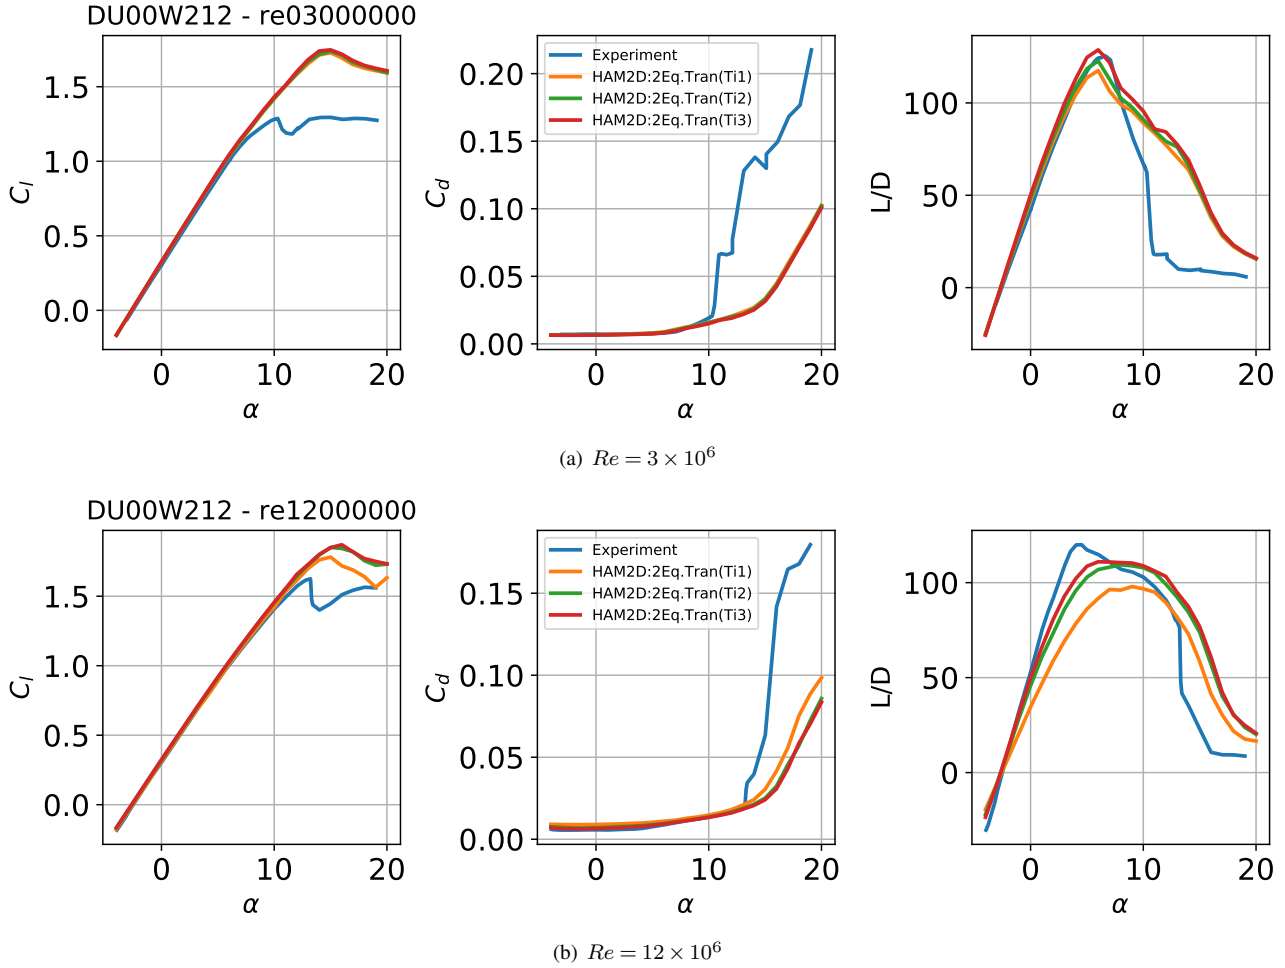 DU00W212 - re03000000
1.5
1.0
0.5
0.0
C_l
0
10
20
α
0.20
0.15
0.10
0.05
0.00
C_d
Experiment
HAM2D:2Eq.Tran(Ti1)
HAM2D:2Eq.Tran(Ti2)
HAM2D:2Eq.Tran(Ti3)
0
10
20
α
100
50
0
L/D
0
10
20
α
(a) Re = 3 × 10⁶
DU00W212 - re12000000
1.5
1.0
0.5
0.0
C_l
0
10
20
α
0.15
0.10
0.05
0.00
C_d
Experiment
HAM2D:2Eq.Tran(Ti1)
HAM2D:2Eq.Tran(Ti2)
HAM2D:2Eq.Tran(Ti3)
0
10
20
α
100
50
0
L/D
0
10
20
α
(b) Re = 12 × 10⁶